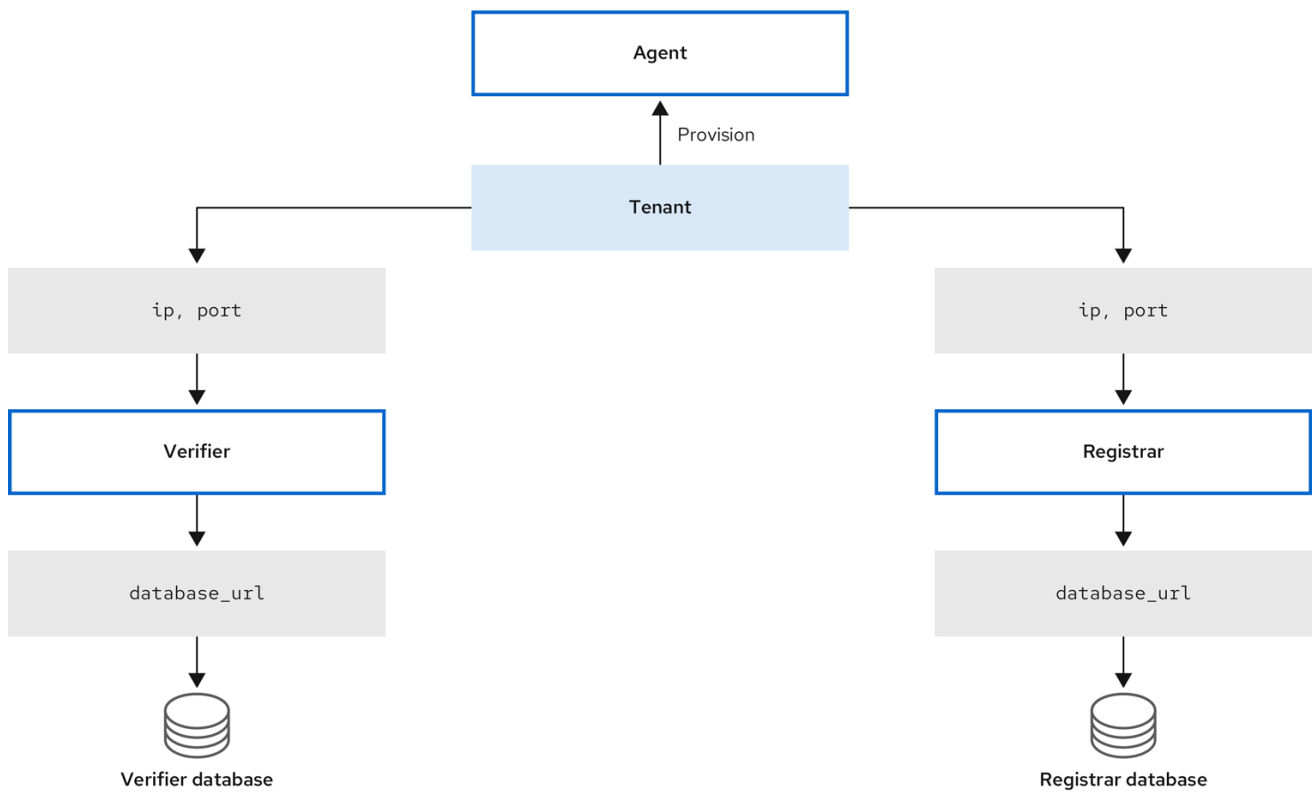 Agent
Provision
Tenant
ip, port
ip, port
Verifier
Registrar
database_url
database_url
Verifier database
Registrar database